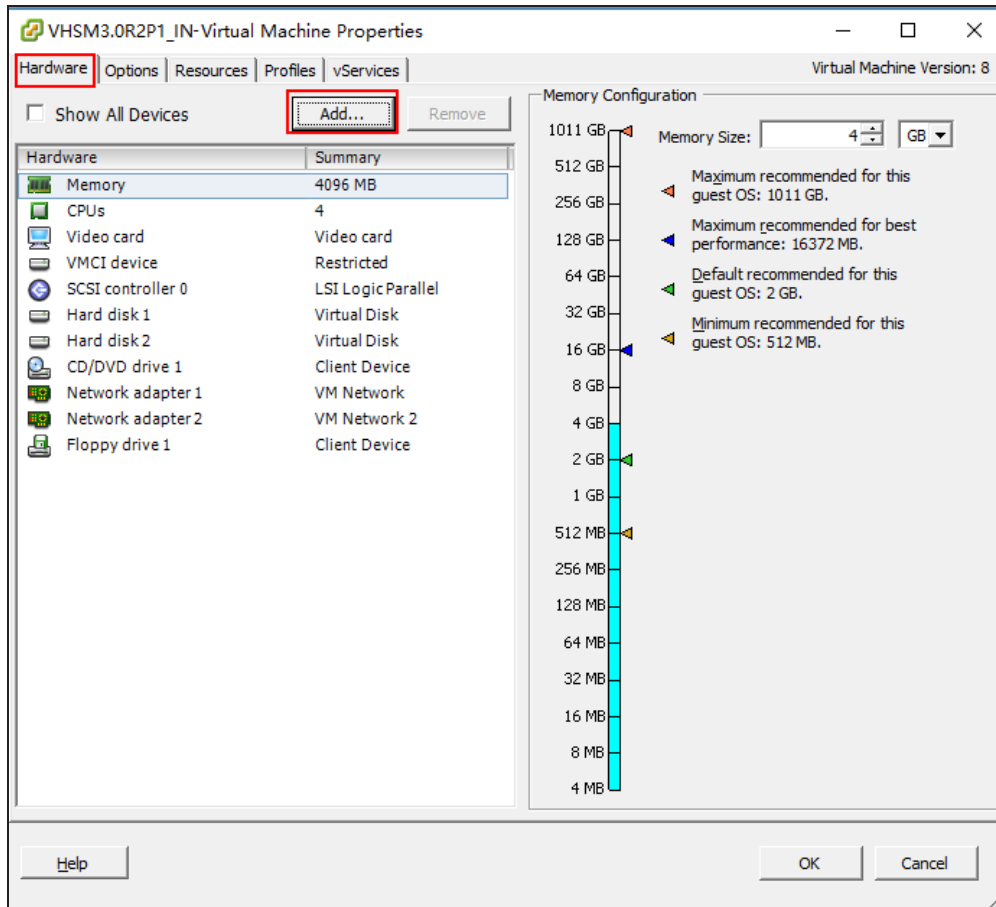 VHSM3.0R2P1_IN-Virtual Machine Properties
Hardware Options Resources Profiles vServices Virtual Machine Version: 8
Show All Devices Add... Remove
Hardware Summary
Memory 4096 MB
CPUs 4
Video card Video card
VMCI device Restricted
SCSI controller 0 LSI Logic Parallel
Hard disk 1 Virtual Disk
Hard disk 2 Virtual Disk
CD/DVD drive 1 Client Device
Network adapter 1 VM Network
Network adapter 2 VM Network 2
Floppy drive 1 Client Device
Memory Configuration
Memory Size: 4 GB
1011 GB
512 GB
256 GB
128 GB
64 GB
32 GB
16 GB
8 GB
4 GB
2 GB
1 GB
512 MB
256 MB
128 MB
64 MB
32 MB
16 MB
8 MB
4 MB
Maximum recommended for this
guest OS: 1011 GB.
Maximum recommended for best
performance: 16372 MB.
Default recommended for this
guest OS: 2 GB.
Minimum recommended for this
guest OS: 512 MB.
Help OK Cancel